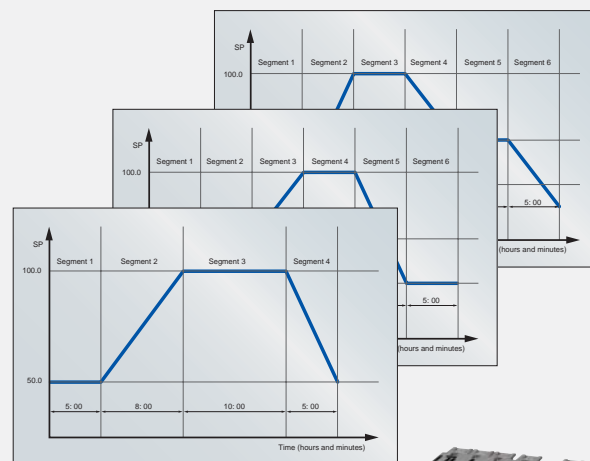 SP
Segment 1 Segment 2 Segment 3 Segment 4 Segment 5 Segment 6
100.0
5: 00
(hours and minutes)
SP
Segment 1 Segment 2 Segment 3 Segment 4 Segment 5 Segment 6
100.0
5: 00
(hours and minutes)
SP
Segment 1 Segment 2 Segment 3 Segment 4
100.0
50.0
5: 00 8: 00 10: 00 5: 00
Time (hours and minutes)